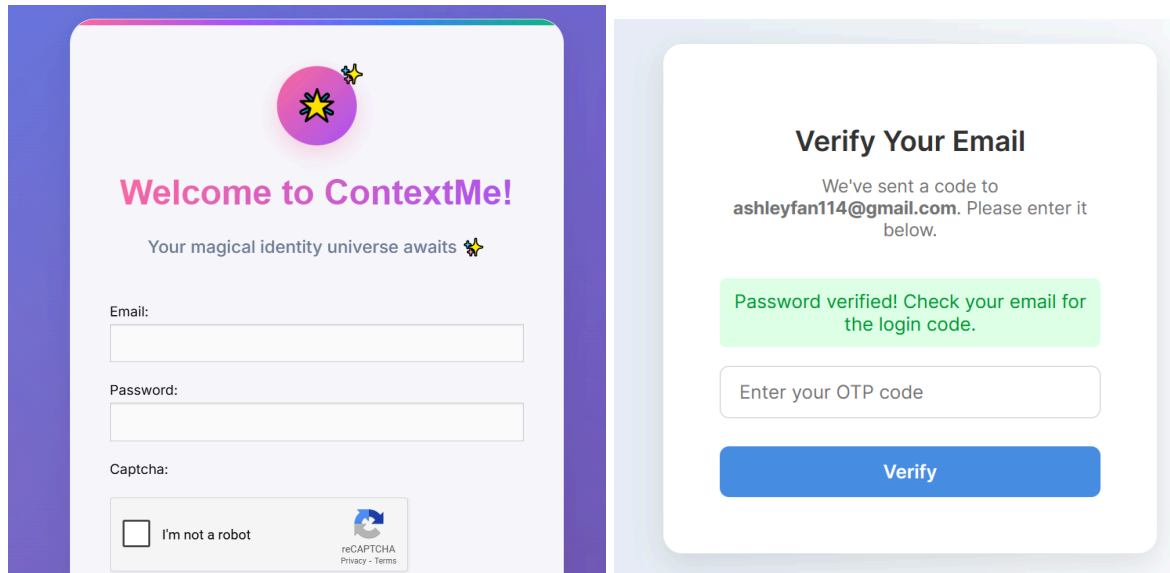 Welcome to ContextMe!
Your magical identity universe awaits
Email:
Password:
Captcha:
I'm not a robot
reCAPTCHA
Privacy - Terms
Verify Your Email
We've sent a code to
ashleyfan114@gmail.com. Please enter it
below.
Password verified! Check your email for
the login code.
Enter your OTP code
Verify